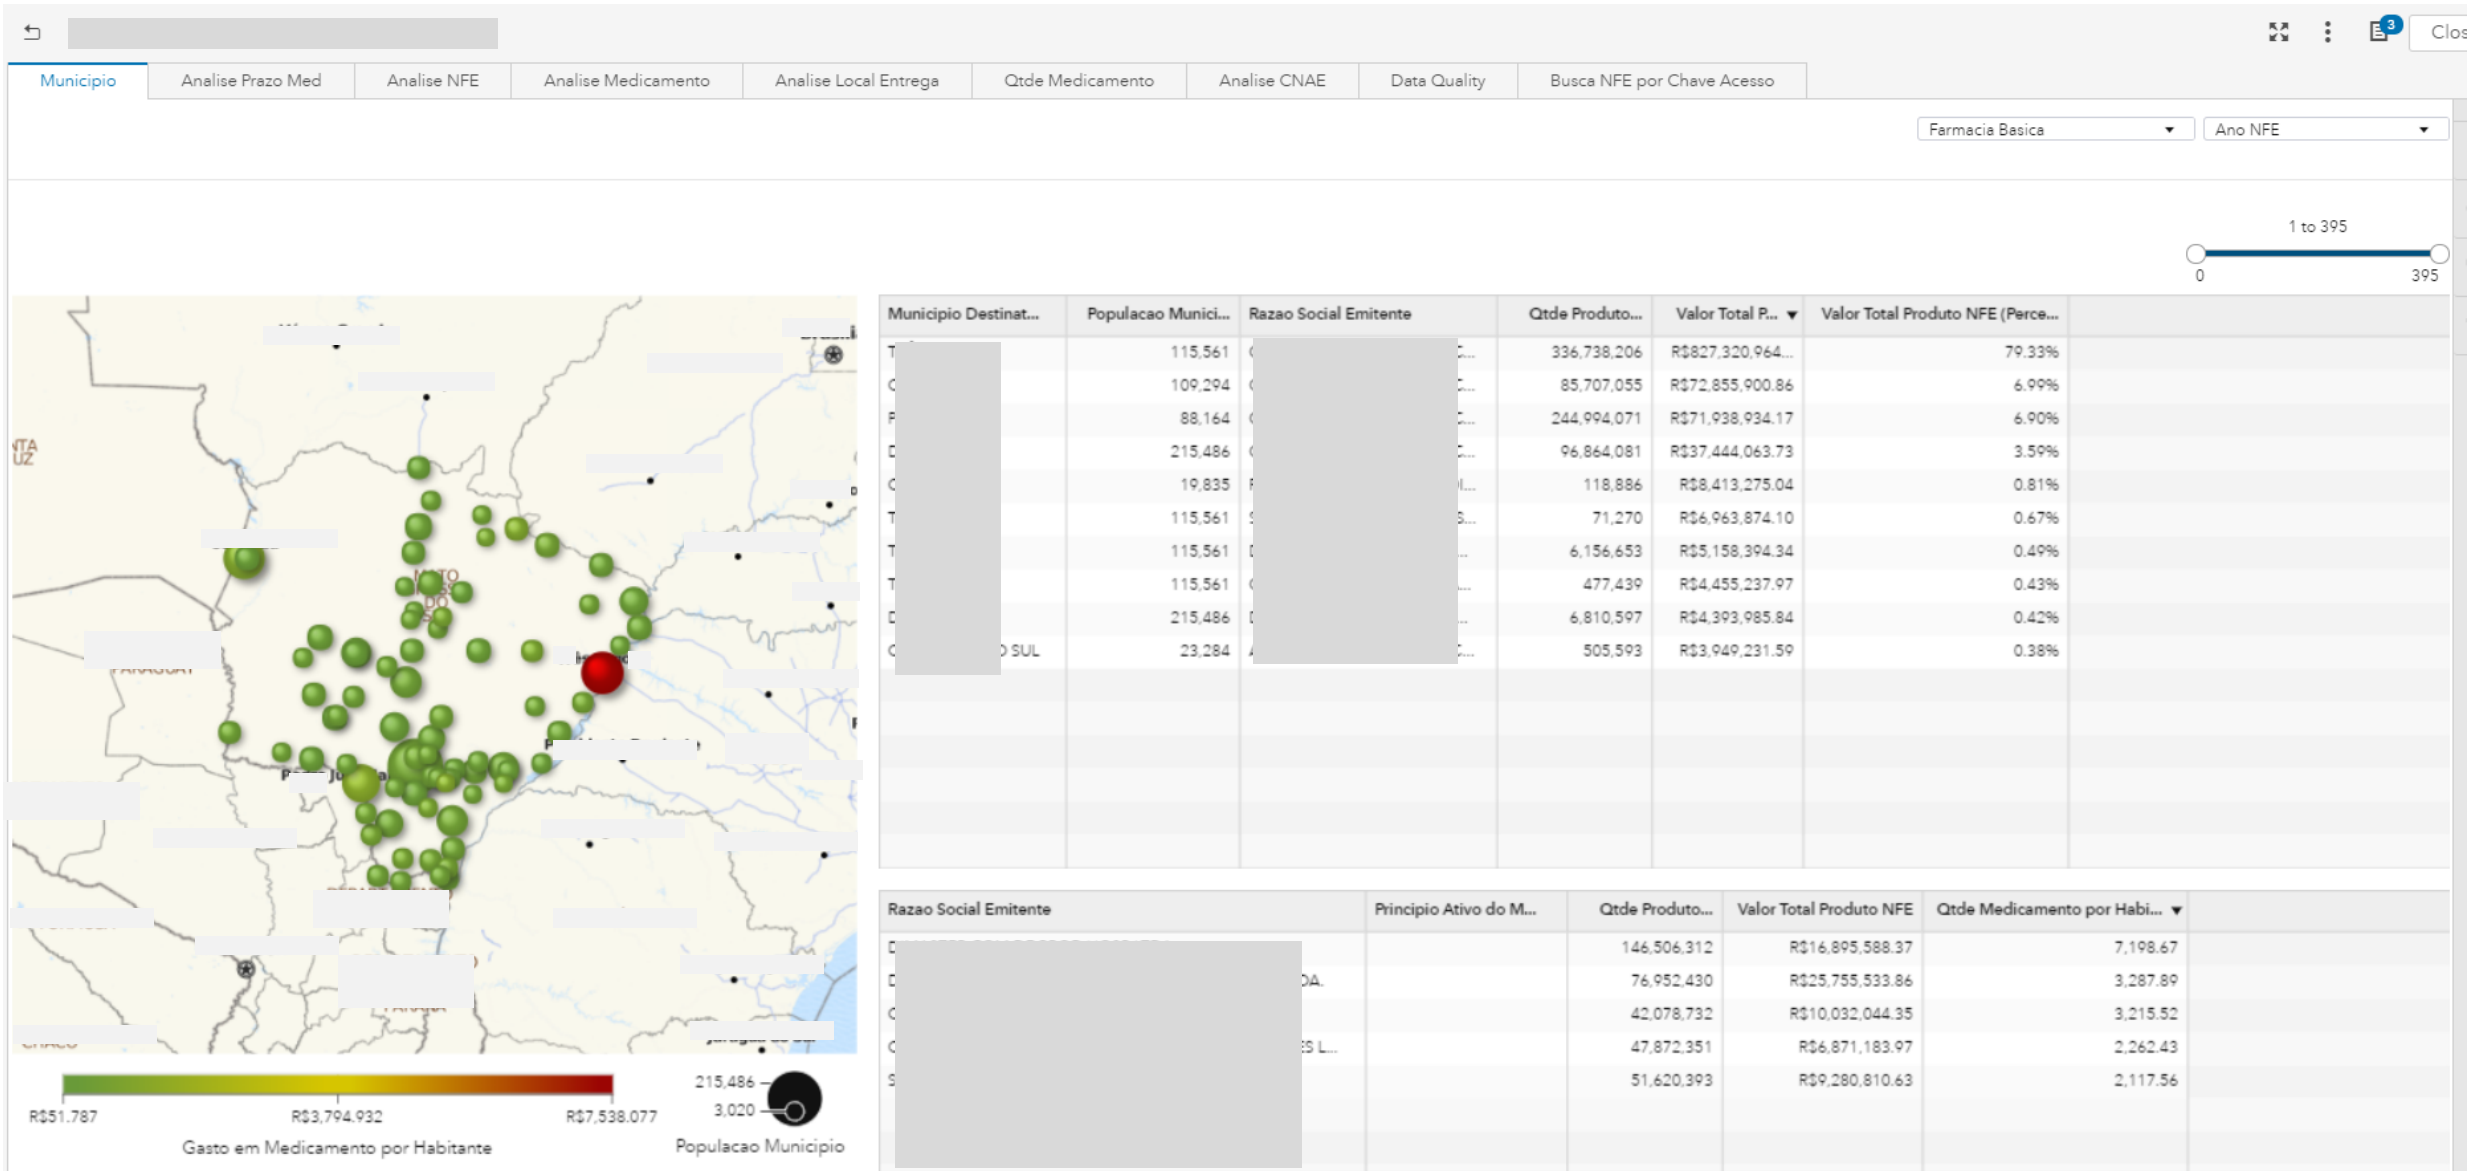 3
Clos
Municipio Analise Prazo Med Analise NFE Analise Medicamento Analise Local Entrega Qtde Medicamento Analise CNAE Data Quality Busca NFE por Chave Acesso
Farmacia Basica Ano NFE
1 to 395
0 395
Municipio Destinat... Populacao Munici... Razao Social Emitente Qtde Produto... Valor Total P... Valor Total Produto NFE (Perce...
T 115,561 C... 336,738,206 R$827,320,964... 79.33%
C 109,294 C... 85,707,055 R$72,855,900.86 6.99%
P 88,164 C... 244,994,071 R$71,938,934.17 6.90%
D 215,486 C... 96,864,081 R$37,444,063.73 3.59%
C 19,835 118,886 R$8,413,275.04 0.81%
T 115,561 S... 71,270 R$6,963,874.10 0.67%
T 115,561 ... 6,156,653 R$5,158,394.34 0.49%
T 115,561 ... 477,439 R$4,455,237.97 0.43%
D 215,486 ... 6,810,597 R$4,393,985.84 0.42%
SUL 23,284 C... 505,593 R$3,949,231.59 0.38%
MATO
DO
PARAGUAY
PARANA
CHACO
R$51.787 R$3,794.932 R$7,538.077
Gasto em Medicamento por Habitante
215,486
3,020
Populacao Municipio
Razao Social Emitente Principio Ativo do M... Qtde Produto... Valor Total Produto NFE Qtde Medicamento por Habi...
D 146,506,312 R$16,895,588.37 7,198.67
D DA. 76,952,430 R$25,755,533.86 3,287.89
C 42,078,732 R$10,032,044.35 3,215.52
C ES L... 47,872,351 R$6,871,183.97 2,262.43
S 51,620,393 R$9,280,810.63 2,117.56